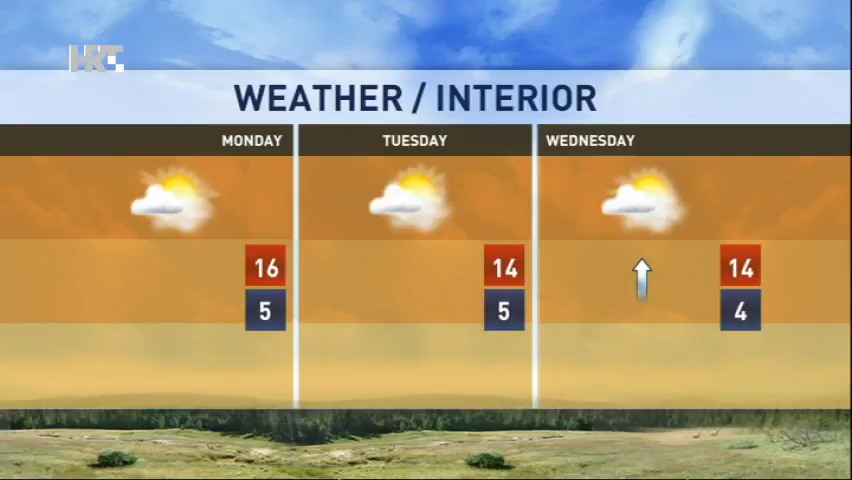 HRT
WEATHER / INTERIOR
MONDAY
TUESDAY
WEDNESDAY
16
14
14
5
5
4